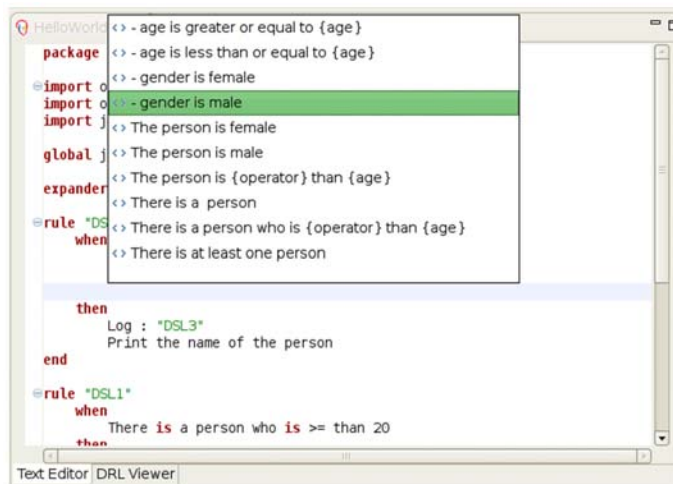 HelloWorld
- age is greater or equal to {age}
- age is less than or equal to {age}
- gender is female
- gender is male
The person is female
The person is male
The person is {operator} than {age}
There is a person
There is a person who is {operator} than {age}
There is at least one person
package
import o
import o
import j
global j
expander
rule "DS
when
then
Log : "DSL3"
Print the name of the person
end
rule "DSL1"
when
There is a person who is >= than 20
then
Text Editor DRL Viewer